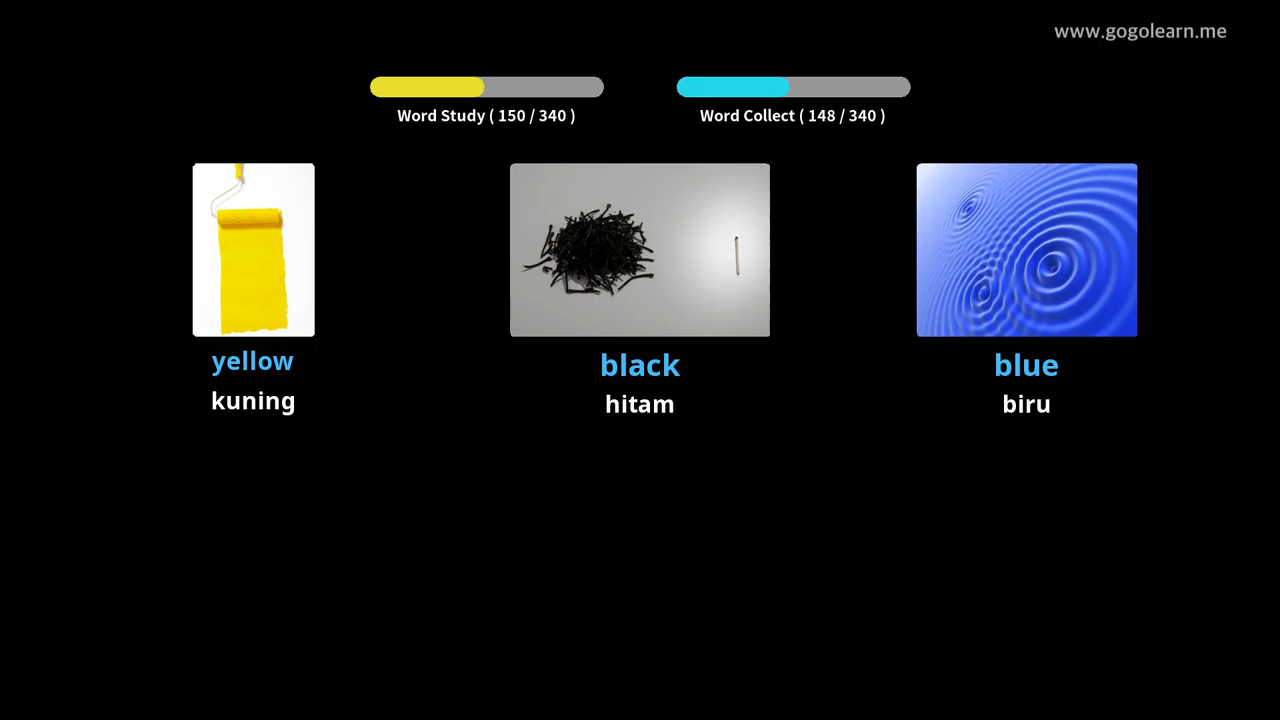 www.gogolearn.me
Word Study ( 150 / 340 )
Word Collect ( 148 / 340 )
yellow
kuning
black
hitam
blue
biru